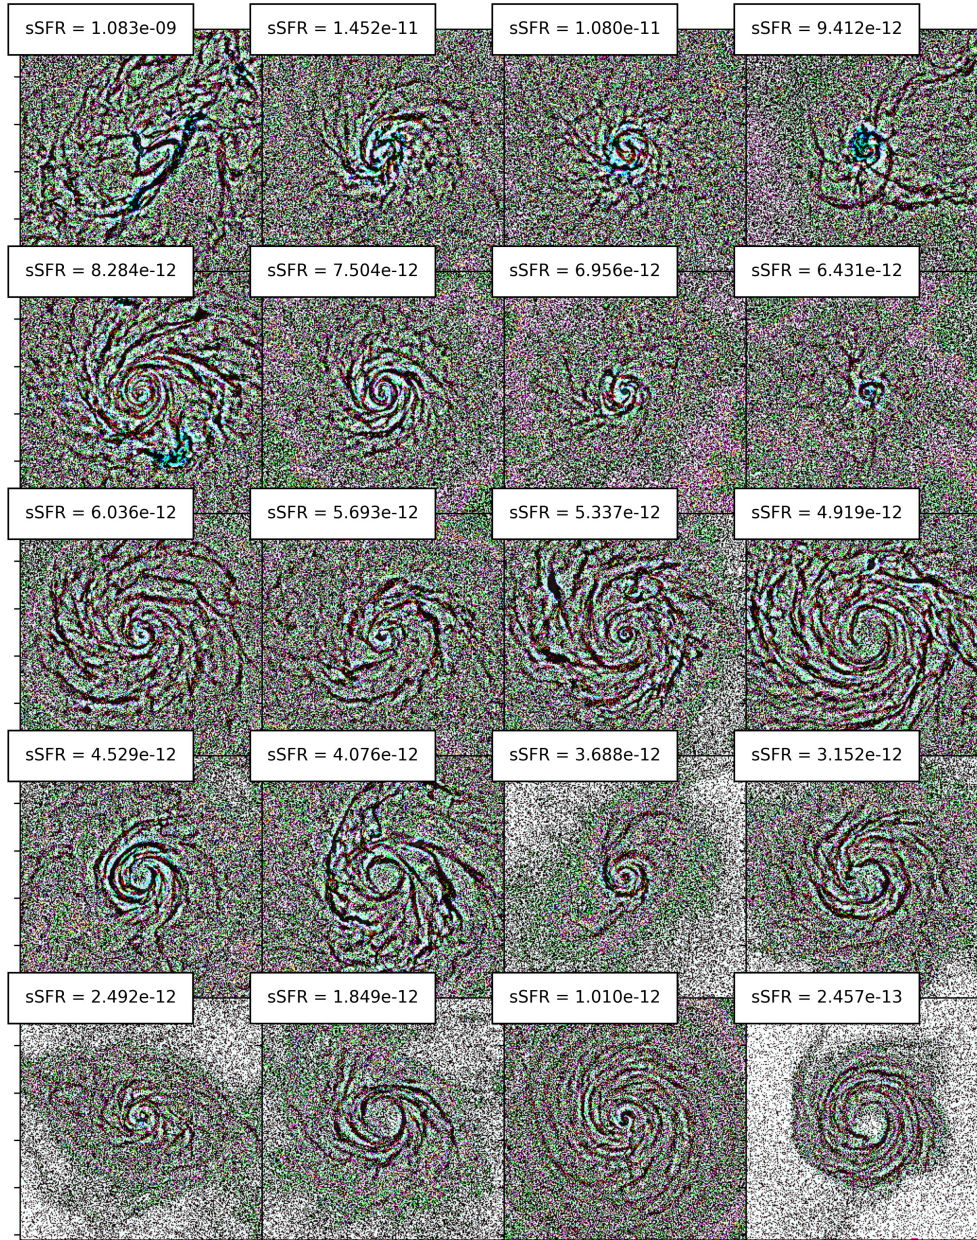 sSFR = 1.083e-09
sSFR = 1.452e-11
sSFR = 1.080e-11
sSFR = 9.412e-12
sSFR = 8.284e-12
sSFR = 7.504e-12
sSFR = 6.956e-12
sSFR = 6.431e-12
sSFR = 6.036e-12
sSFR = 5.693e-12
sSFR = 5.337e-12
sSFR = 4.919e-12
sSFR = 4.529e-12
sSFR = 4.076e-12
sSFR = 3.688e-12
sSFR = 3.152e-12
sSFR = 2.492e-12
sSFR = 1.849e-12
sSFR = 1.010e-12
sSFR = 2.457e-13